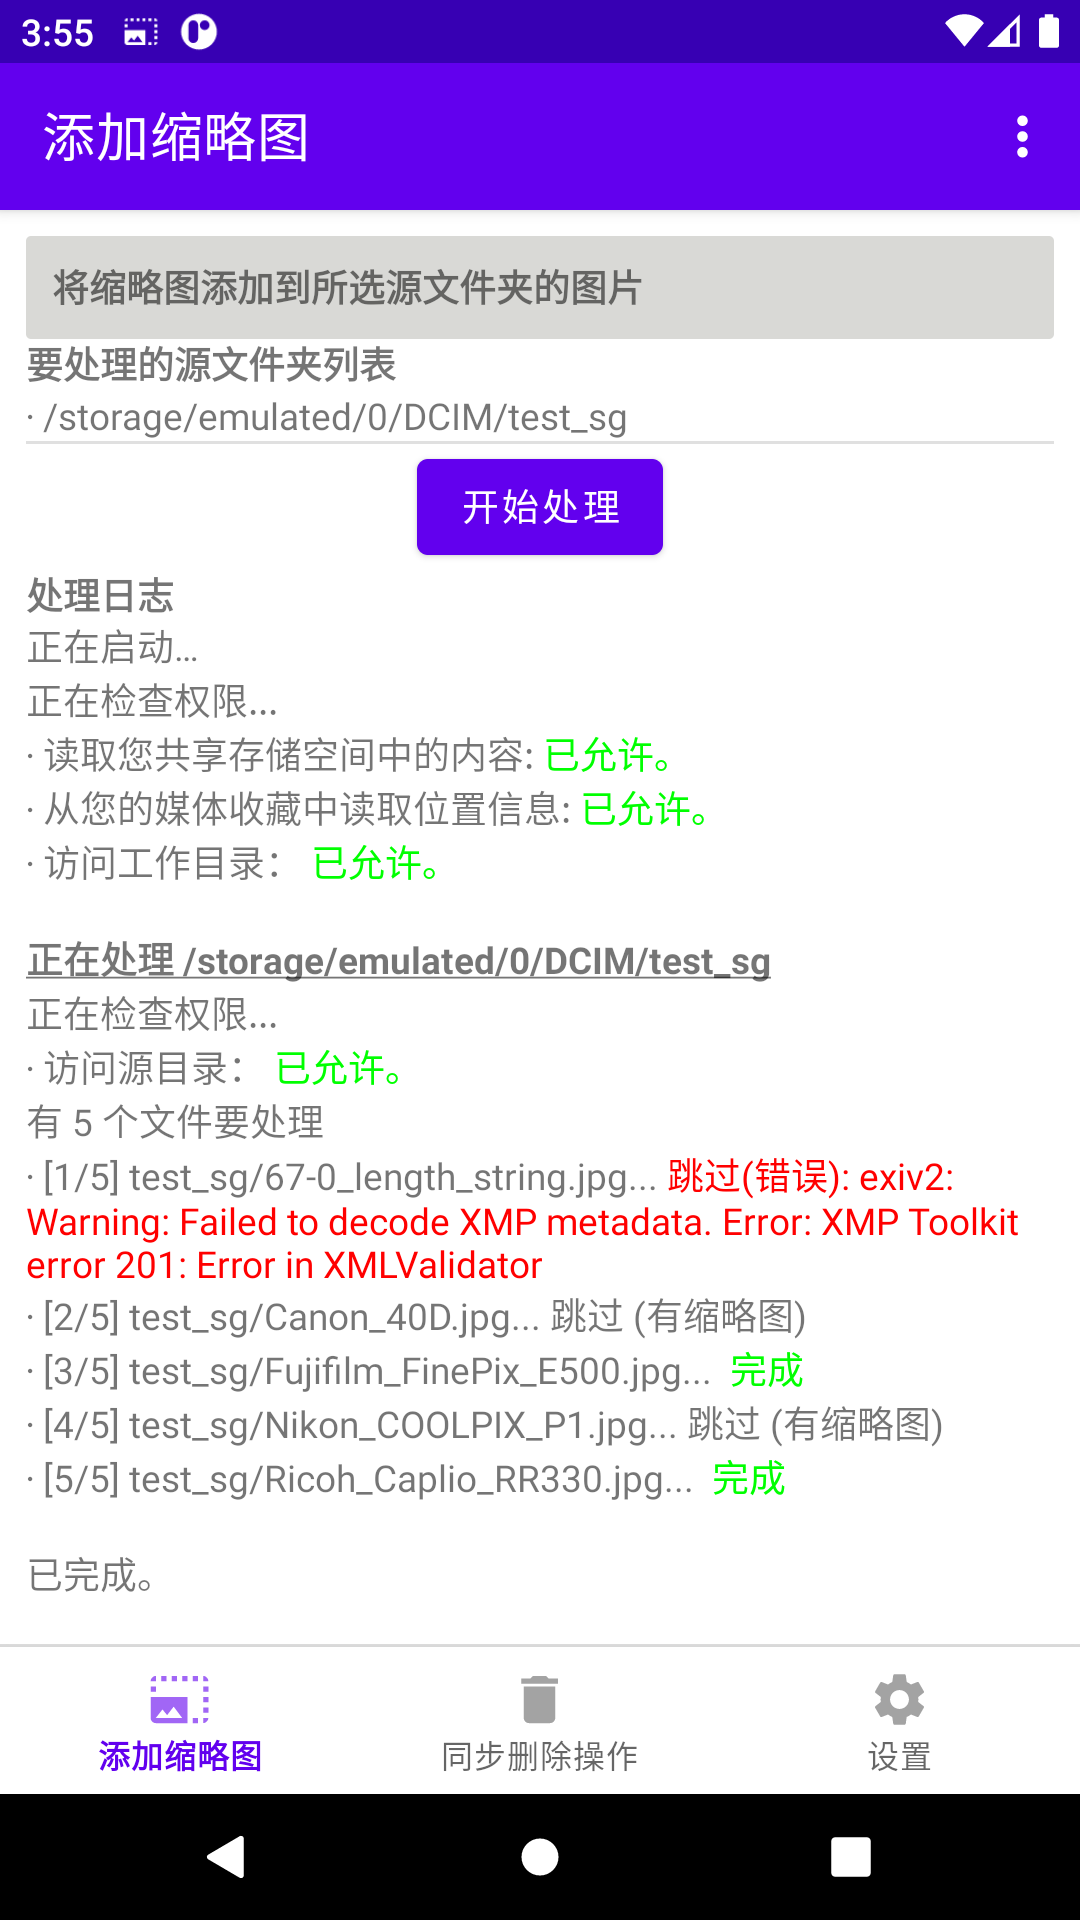 3:55
添加缩略图
将缩略图添加到所选源文件夹的图片
要处理的源文件夹列表
· /storage/emulated/0/DCIM/test_sg
开始处理
处理日志
正在启动…
正在检查权限...
· 读取您共享存储空间中的内容: 已允许。
· 从您的媒体收藏中读取位置信息: 已允许。
· 访问工作目录： 已允许。
正在处理 /storage/emulated/0/DCIM/test_sg
正在检查权限...
· 访问源目录： 已允许。
有 5 个文件要处理
· [1/5] test_sg/67-0_length_string.jpg... 跳过(错误): exiv2:
Warning: Failed to decode XMP metadata. Error: XMP Toolkit
error 201: Error in XMLValidator
· [2/5] test_sg/Canon_40D.jpg... 跳过 (有缩略图)
· [3/5] test_sg/Fujifilm_FinePix_E500.jpg... 完成
· [4/5] test_sg/Nikon_COOLPIX_P1.jpg... 跳过 (有缩略图)
· [5/5] test_sg/Ricoh_Caplio_RR330.jpg... 完成
已完成。
添加缩略图
同步删除操作
设置